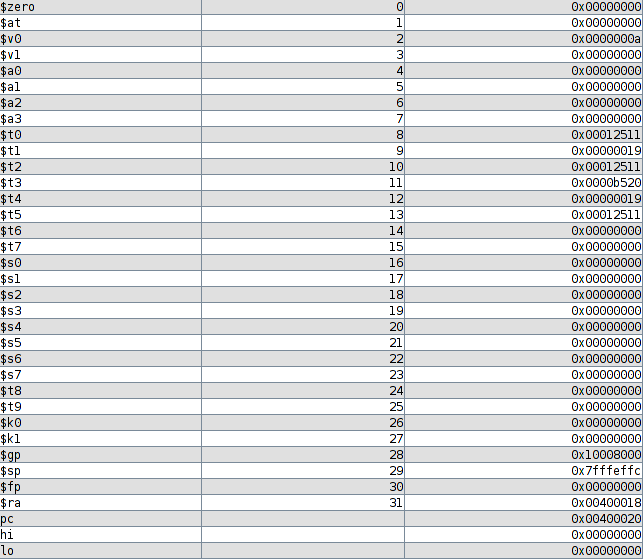 $zero 0 0x00000000
$at 1 0x00000000
$v0 2 0x0000000a
$v1 3 0x00000000
$a0 4 0x00000000
$a1 5 0x00000000
$a2 6 0x00000000
$a3 7 0x00000000
$t0 8 0x00012511
$t1 9 0x00000019
$t2 10 0x00012511
$t3 11 0x0000b520
$t4 12 0x00000019
$t5 13 0x00012511
$t6 14 0x00000000
$t7 15 0x00000000
$s0 16 0x00000000
$s1 17 0x00000000
$s2 18 0x00000000
$s3 19 0x00000000
$s4 20 0x00000000
$s5 21 0x00000000
$s6 22 0x00000000
$s7 23 0x00000000
$t8 24 0x00000000
$t9 25 0x00000000
$k0 26 0x00000000
$k1 27 0x00000000
$gp 28 0x10008000
$sp 29 0x7fffeffc
$fp 30 0x00000000
$ra 31 0x00400018
pc 0x00400020
hi 0x00000000
lo 0x00000000